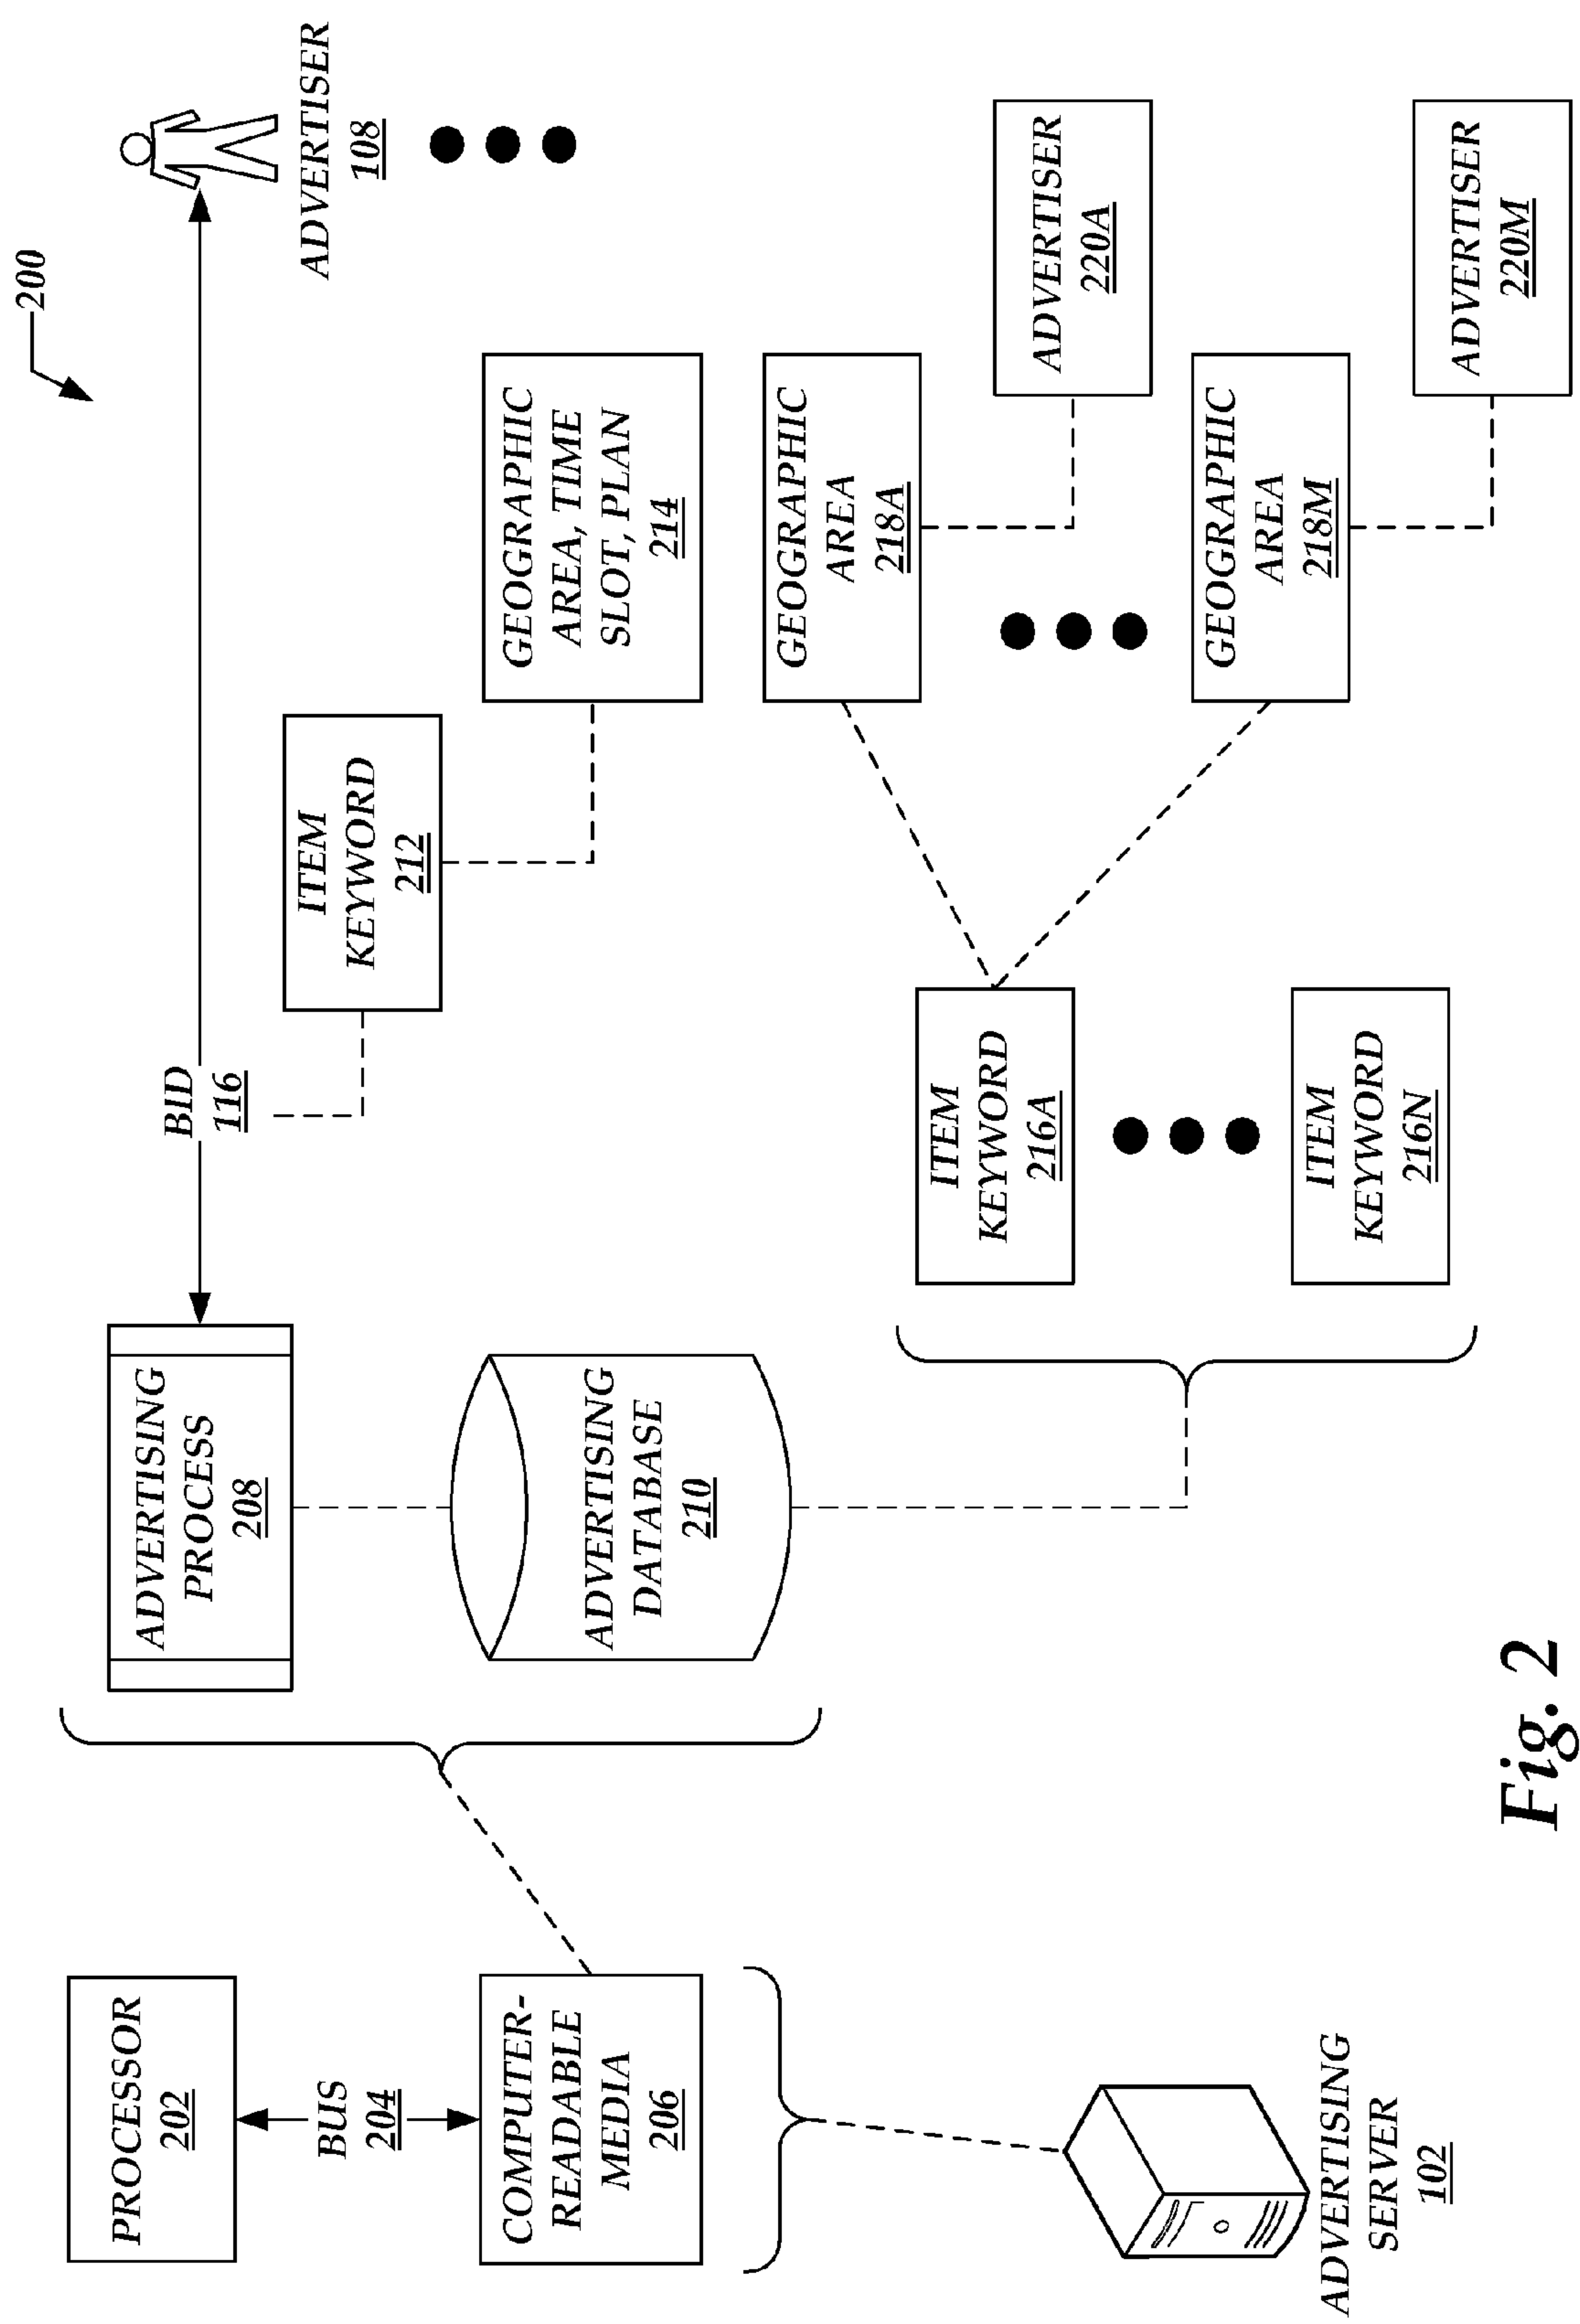 200
PROCESSOR
202
BUS
204
COMPUTER-
READABLE
MEDIA
206
ADVERTISING
SERVER
102
ADVERTISING
PROCESS
208
ADVERTISING
DATABASE
210
BID
116
ADVERTISER
108
ITEM
KEYWORD
212
GEOGRAPHIC
AREA, TIME
SLOT, PLAN
214
ITEM
KEYWORD
216A
ITEM
KEYWORD
216N
GEOGRAPHIC
AREA
218A
GEOGRAPHIC
AREA
218M
ADVERTISER
220A
ADVERTISER
220M
Fig. 2